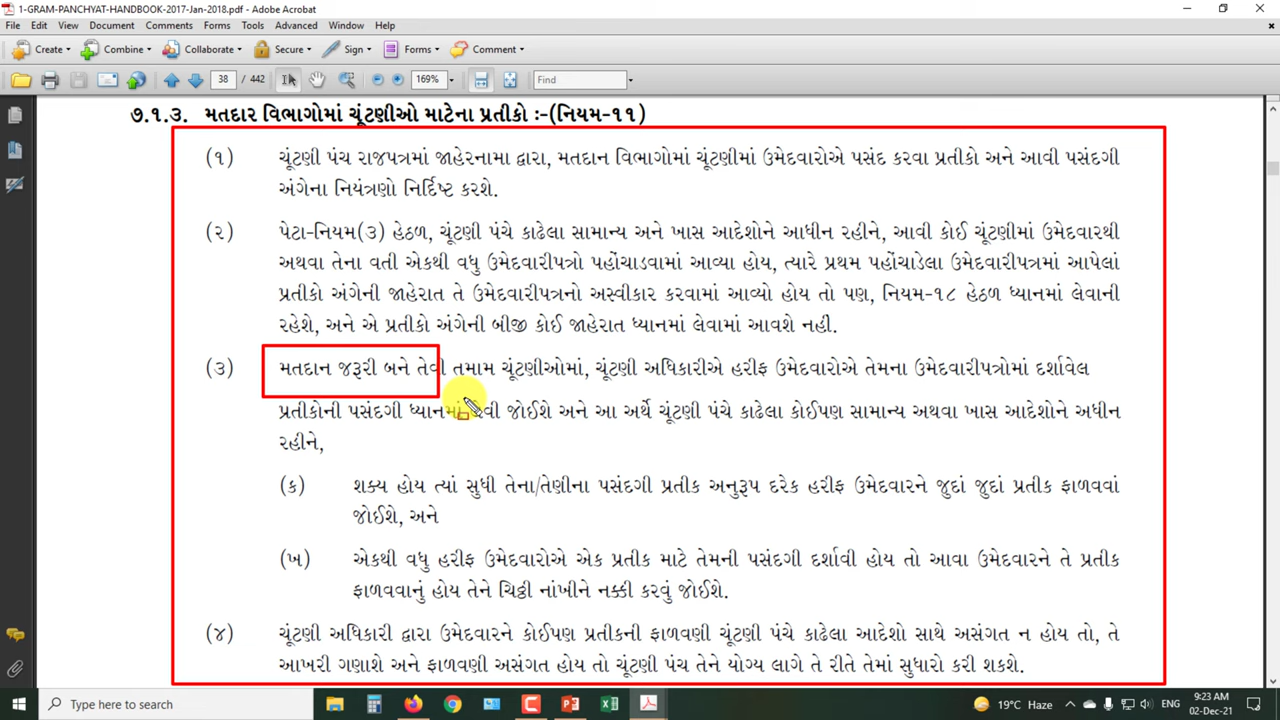 1-GRAM-PANCHYAT-HANDBOOK-2017-Jan-2018.pdf - Adobe Acrobat
File Edit View Document Comments Forms Tools Advanced Window Help
Create Combine Collaborate Secure Sign Forms Comment
38 / 442 169% Find
૭.૧.૩. મતદાર વિભાગોમાં ચૂંટણીઓ માટેના પ્રતીકો :-(નિયમ-૧૧)
(૧) ચૂંટણી પંચ રાજપત્રમાં જાહેરનામા દ્વારા, મતદાન વિભાગોમાં ચૂંટણીમાં ઉમેદવારોએ પસંદ કરવા પ્રતીકો અને આવી પસંદગી
અંગેના નિયંત્રણો નિર્દિષ્ટ કરશે.
(૨) પેટા-નિયમ(૩) હેઠળ, ચૂંટણી પંચે કાઢેલા સામાન્ય અને ખાસ આદેશોને આધીન રહીને, આવી કોઈ ચૂંટણીમાં ઉમેદવારથી
અથવા તેના વતી એકથી વધુ ઉમેદવારીપત્રો પહોંચાડવામાં આવ્યા હોય, ત્યારે પ્રથમ પહોંચાડેલા ઉમેદવારીપત્રમાં આપેલાં
પ્રતીકો અંગેની જાહેરાત તે ઉમેદવારીપત્રનો અસ્વીકાર કરવામાં આવ્યો હોય તો પણ, નિયમ-૧૮ હેઠળ ધ્યાનમાં લેવાની
રહેશે, અને એ પ્રતીકો અંગેની બીજી કોઈ જાહેરાત ધ્યાનમાં લેવામાં આવશે નહીં.
(૩) મતદાન જરૂરી બને તેવી તમામ ચૂંટણીઓમાં, ચૂંટણી અધિકારીએ હરીફ ઉમેદવારોએ તેમના ઉમેદવારીપત્રોમાં દર્શાવેલ
પ્રતીકોની પસંદગી ધ્યાનમાં લેવી જોઈશે અને આ અર્થે ચૂંટણી પંચે કાઢેલા કોઈપણ સામાન્ય અથવા ખાસ આદેશોને અધીન
રહીને,
(ક) શક્ય હોય ત્યાં સુધી તેના/તેણીના પસંદગી પ્રતીક અનુરૂપ દરેક હરીફ ઉમેદવારને જુદાં જુદાં પ્રતીક ફાળવવાં
જોઈશે, અને
(ખ) એકથી વધુ હરીફ ઉમેદવારોએ એક પ્રતીક માટે તેમની પસંદગી દર્શાવી હોય તો આવા ઉમેદવારને તે પ્રતીક
ફાળવવાનું હોય તેને ચિઠ્ઠી નાંખીને નક્કી કરવું જોઈશે.
(૪) ચૂંટણી અધિકારી દ્વારા ઉમેદવારને કોઈપણ પ્રતીકની ફાળવણી ચૂંટણી પંચે કાઢેલા આદેશો સાથે અસંગત ન હોય તો, તે
આખરી ગણાશે અને ફાળવણી અસંગત હોય તો ચૂંટણી પંચ તેને યોગ્ય લાગે તે રીતે તેમાં સુધારો કરી શકશે.
Type here to search 19°C Haze ENG 9:23 AM
02-Dec-21